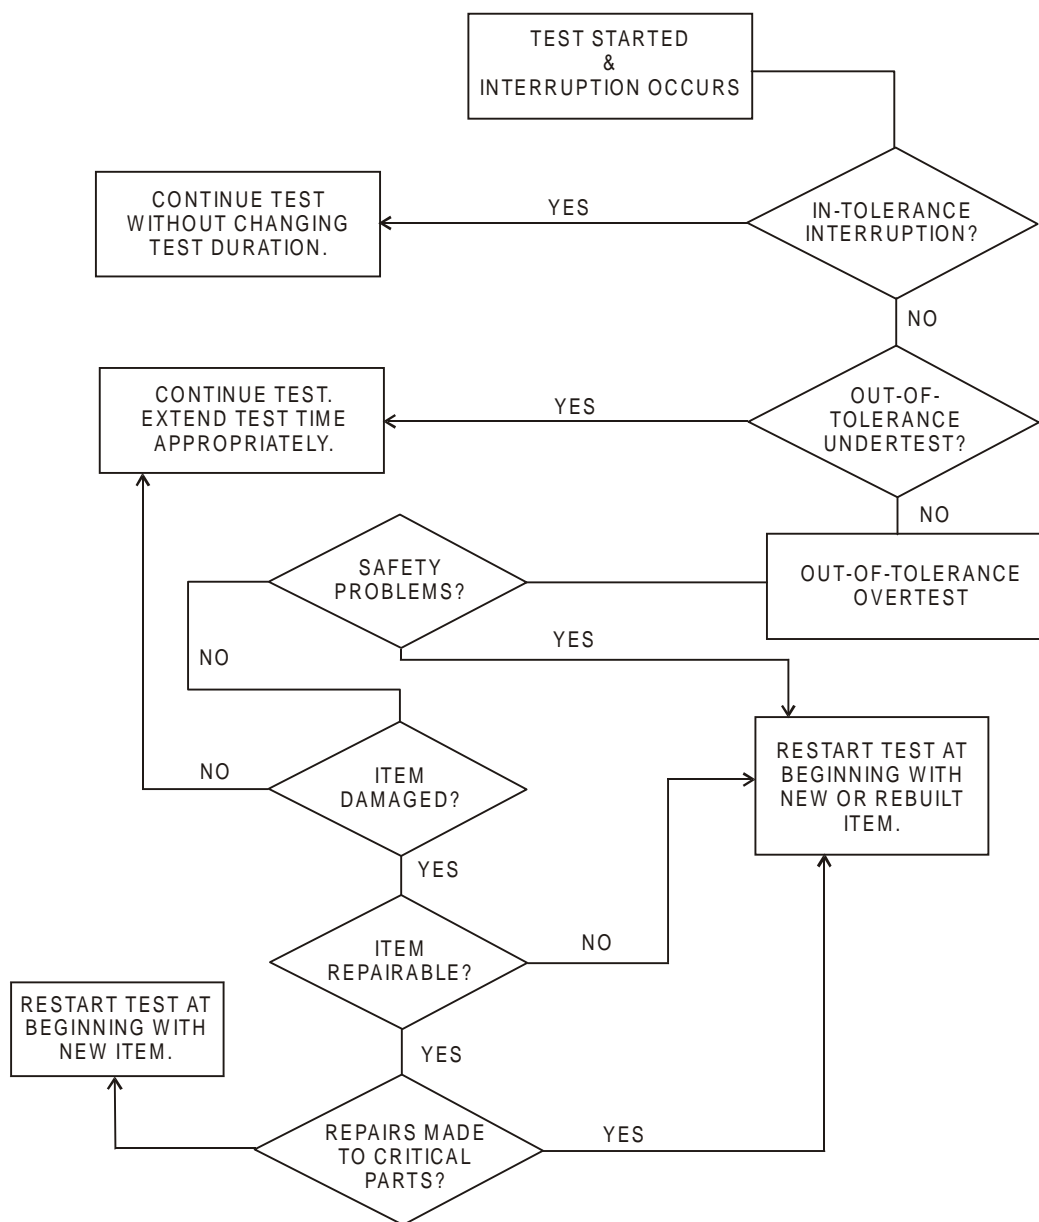 TEST STARTED
&
INTERRUPTION OCCURS
CONTINUE TEST
WITHOUT CHANGING
TEST DURATION.
YES
IN-TOLERANCE
INTERRUPTION?
NO
CONTINUE TEST.
EXTEND TEST TIME
APPROPRIATELY.
YES
OUT-OF-
TOLERANCE
UNDERTEST?
NO
SAFETY
PROBLEMS?
OUT-OF-TOLERANCE
OVERTEST
YES
NO
NO
ITEM
DAMAGED?
RESTART TEST AT
BEGINNING WITH
NEW OR REBUILT
ITEM.
YES
ITEM
REPAIRABLE?
NO
RESTART TEST AT
BEGINNING WITH
NEW ITEM.
YES
REPAIRS MADE
TO CRITICAL
PARTS?
YES